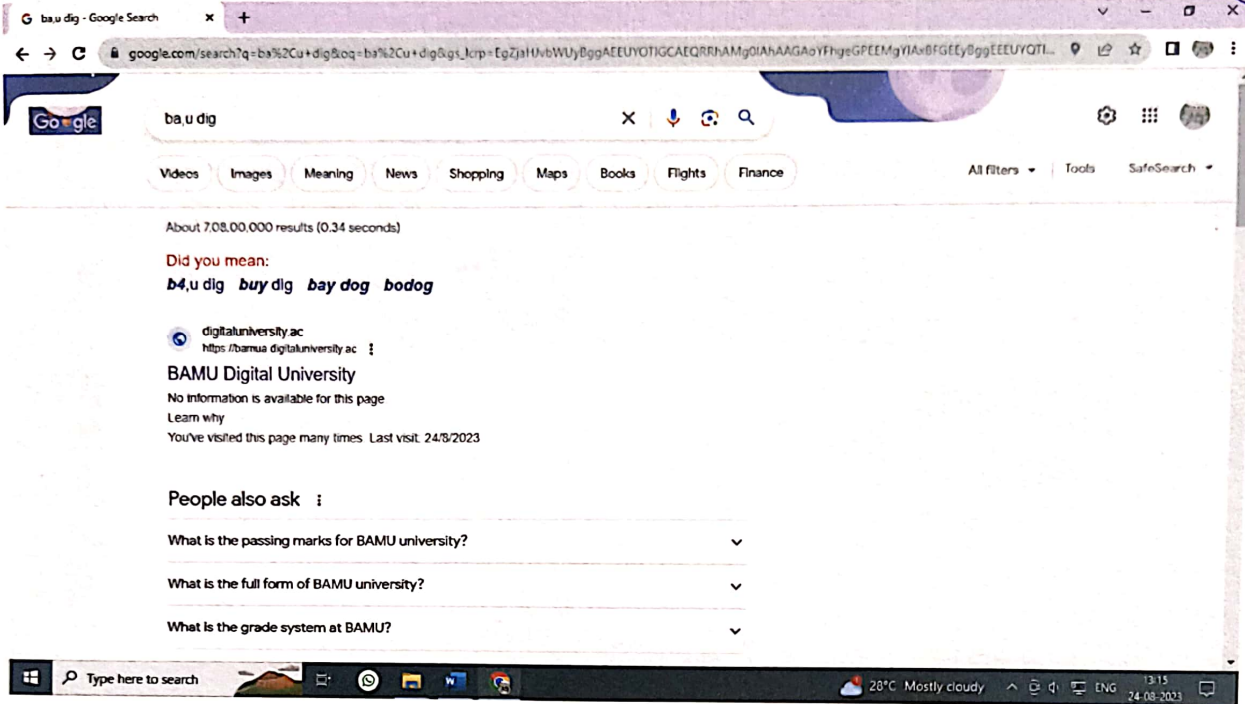 ba,u dig - Google Search
google.com/search?q=ba%2Cu+dig&oq=ba%2Cu+dig&gs_lcrp=
Google
ba,u dig
Videos Images Meaning News Shopping Maps Books Flights Finance All filters Tools SafeSearch
About 7,08,00,000 results (0.34 seconds)
Did you mean:
b4,u dig buy dig bay dog bodog
digitaluniversity.ac
https //bamua digitaluniversity ac
BAMU Digital University
No information is available for this page
Learn why
You've visited this page many times. Last visit. 24/8/2023
People also ask
What is the passing marks for BAMU university?
What is the full form of BAMU university?
What is the grade system at BAMU?
Type here to search 28°C Mostly cloudy ENG 13:15
24-08-2023